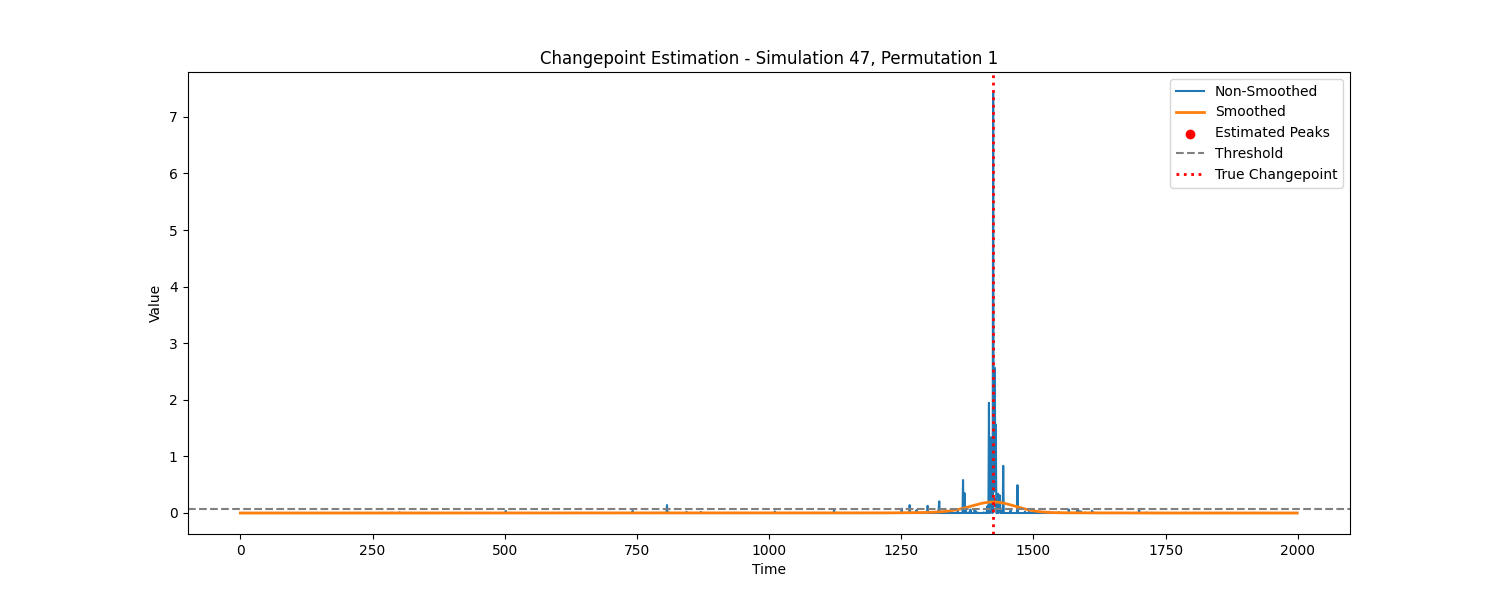 Changepoint Estimation - Simulation 47, Permutation 1
Non-Smoothed
Smoothed
Estimated Peaks
Threshold
True Changepoint
Value
7
6
5
4
3
2
1
0
0 250 500 750 1000 1250 1500 1750 2000
Time